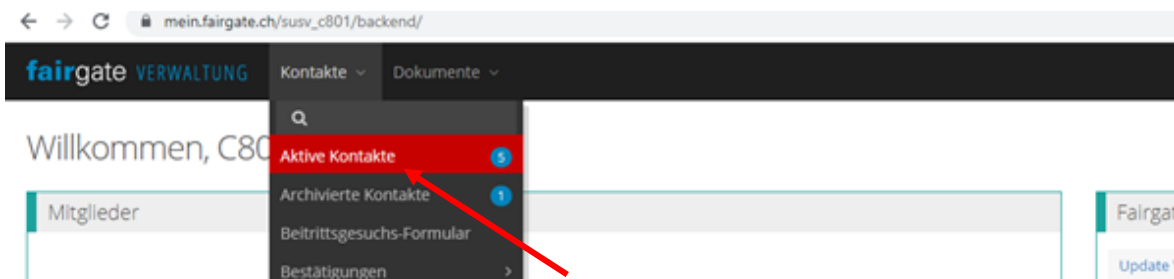 mein.fairgate.ch/susv_c801/backend/
fairgate VERWALTUNG Kontakte Dokumente
Willkommen, C80
Aktive Kontakte 5
Archivierte Kontakte 1
Mitglieder
Fairgat
Beitrittsgesuchs-Formular
Update
Bestätigungen